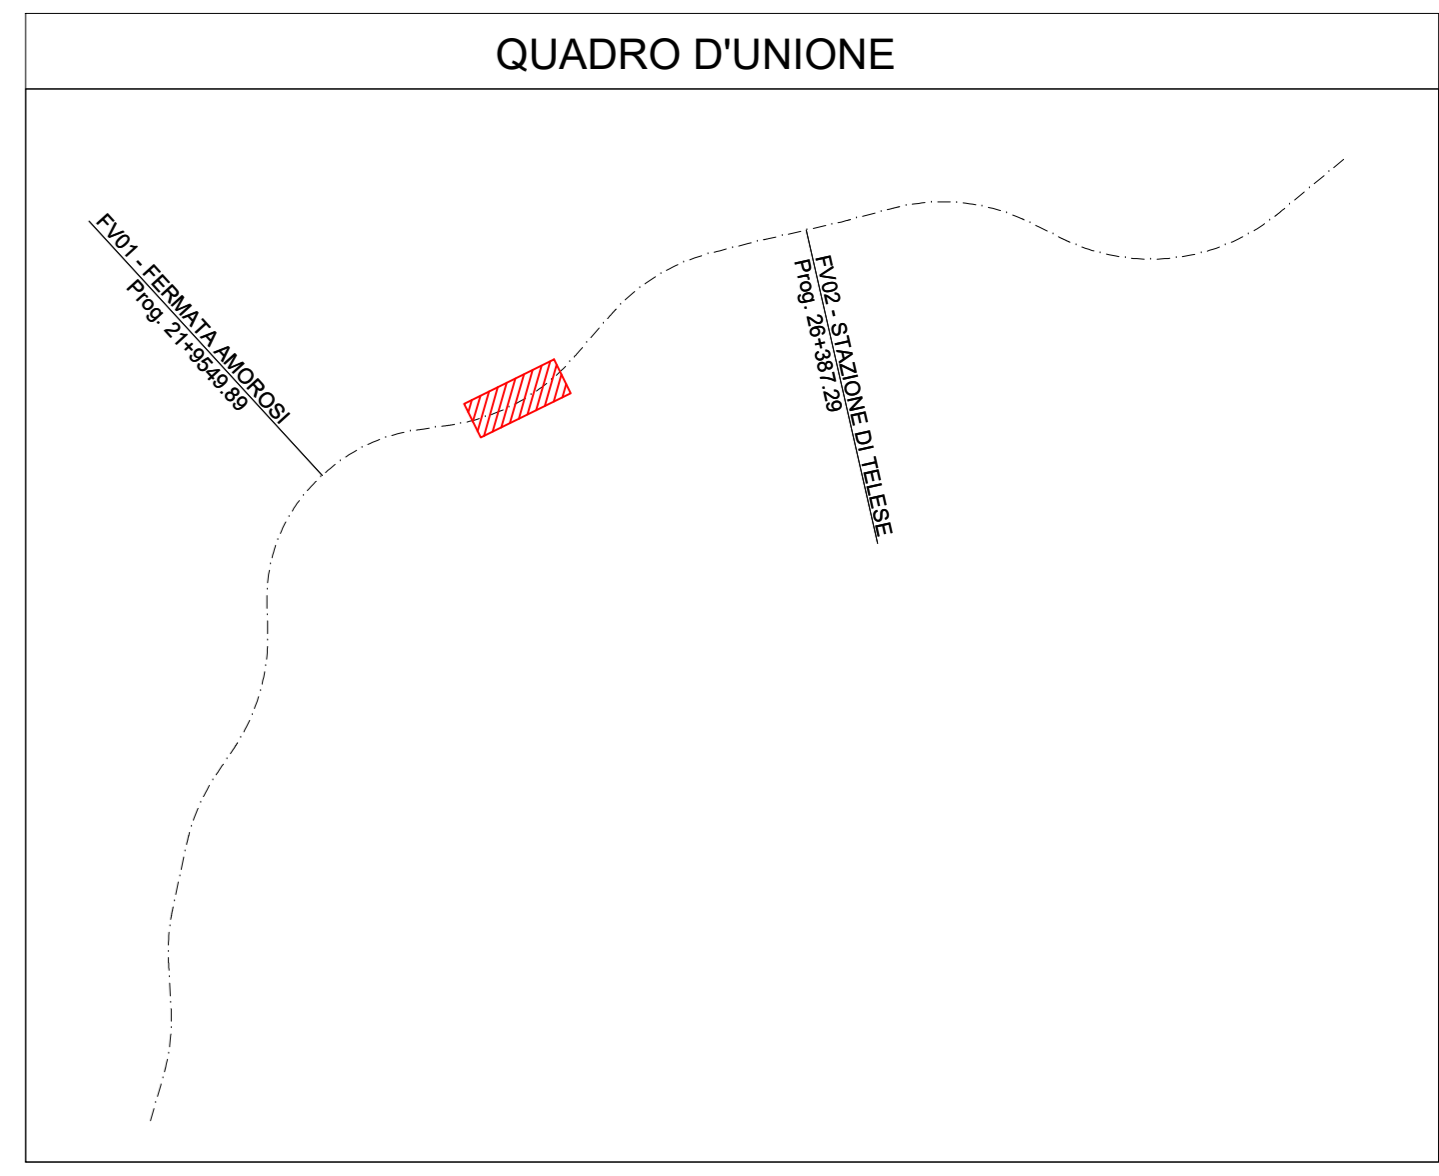 QUADRO D'UNIONE
FV01 - FERMATA AMOROSI
Prog. 21+9549.89
FV02 - STAZIONE DI TELESE
Prog. 26+387.29